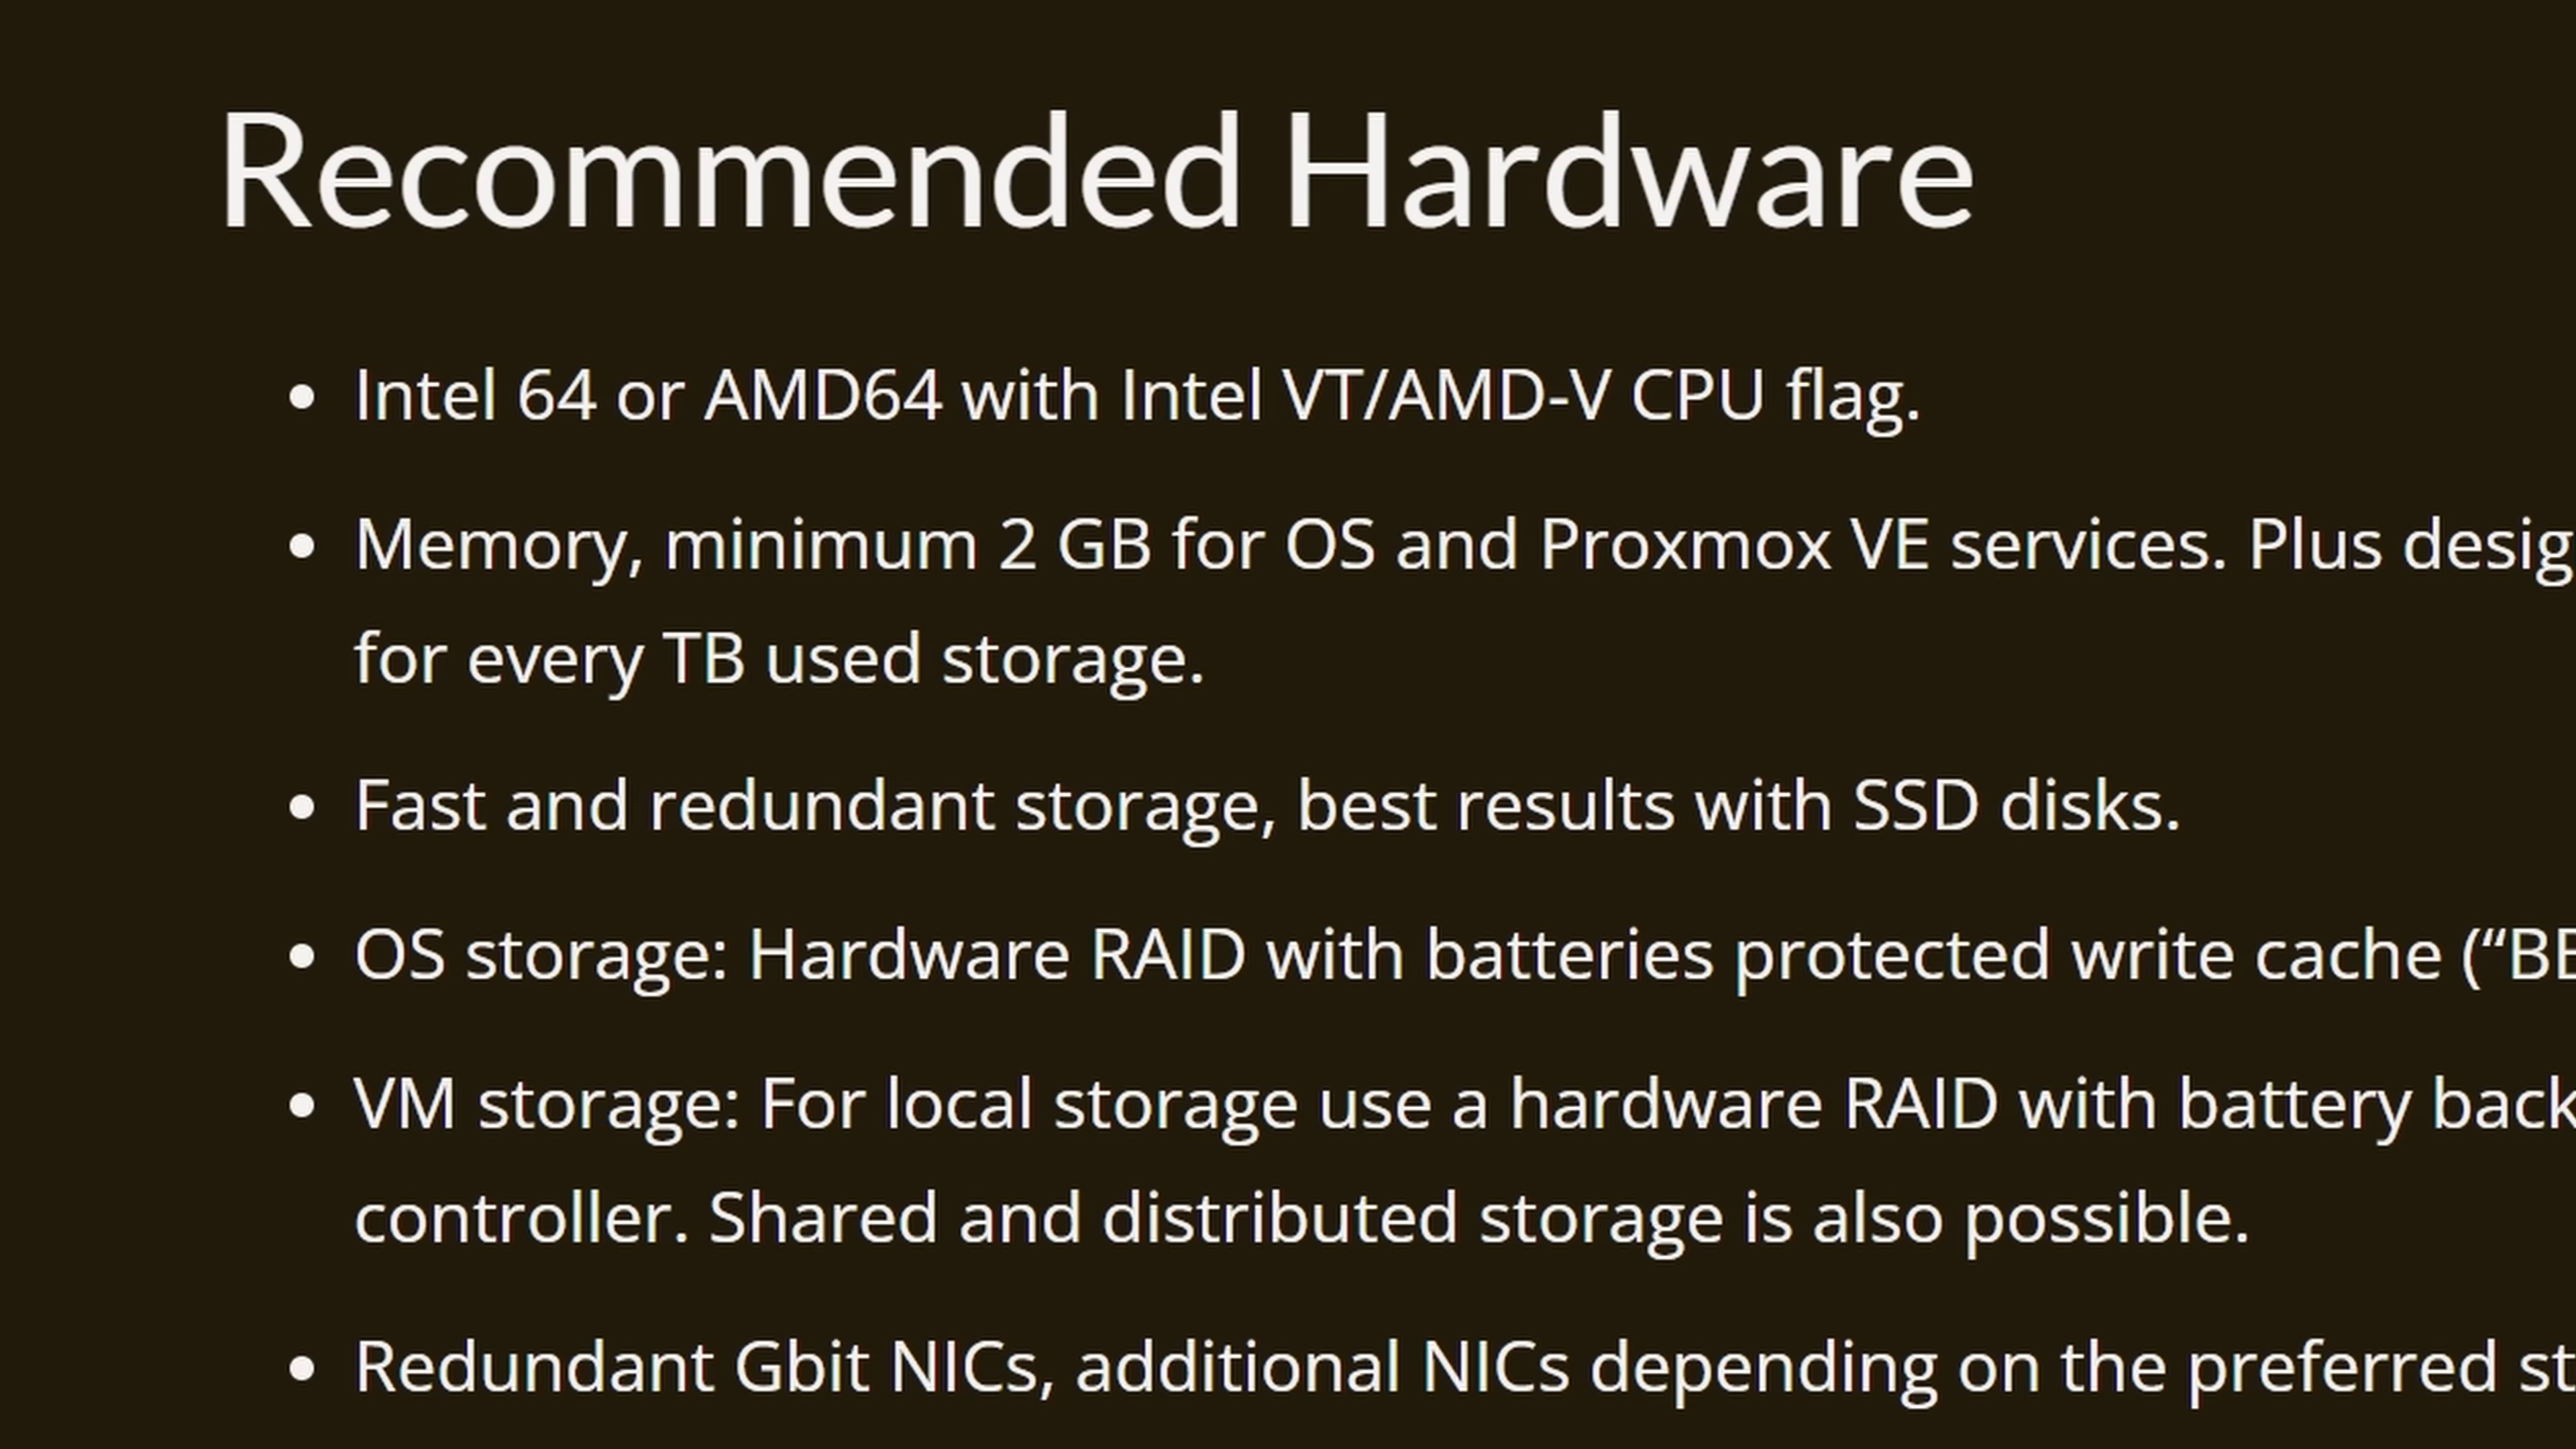 Recommended Hardware
Intel 64 or AMD64 with Intel VT/AMD-V CPU flag.
Memory, minimum 2 GB for OS and Proxmox VE services. Plus
for every TB used storage.
Fast and redundant storage, best results with SSD disks.
OS storage: Hardware RAID with batteries protected write cache
VM storage: For local storage use a hardware RAID with battery back
controller. Shared and distributed storage is also possible.
Redundant Gbit NICs, additional NICs depending on the preferred